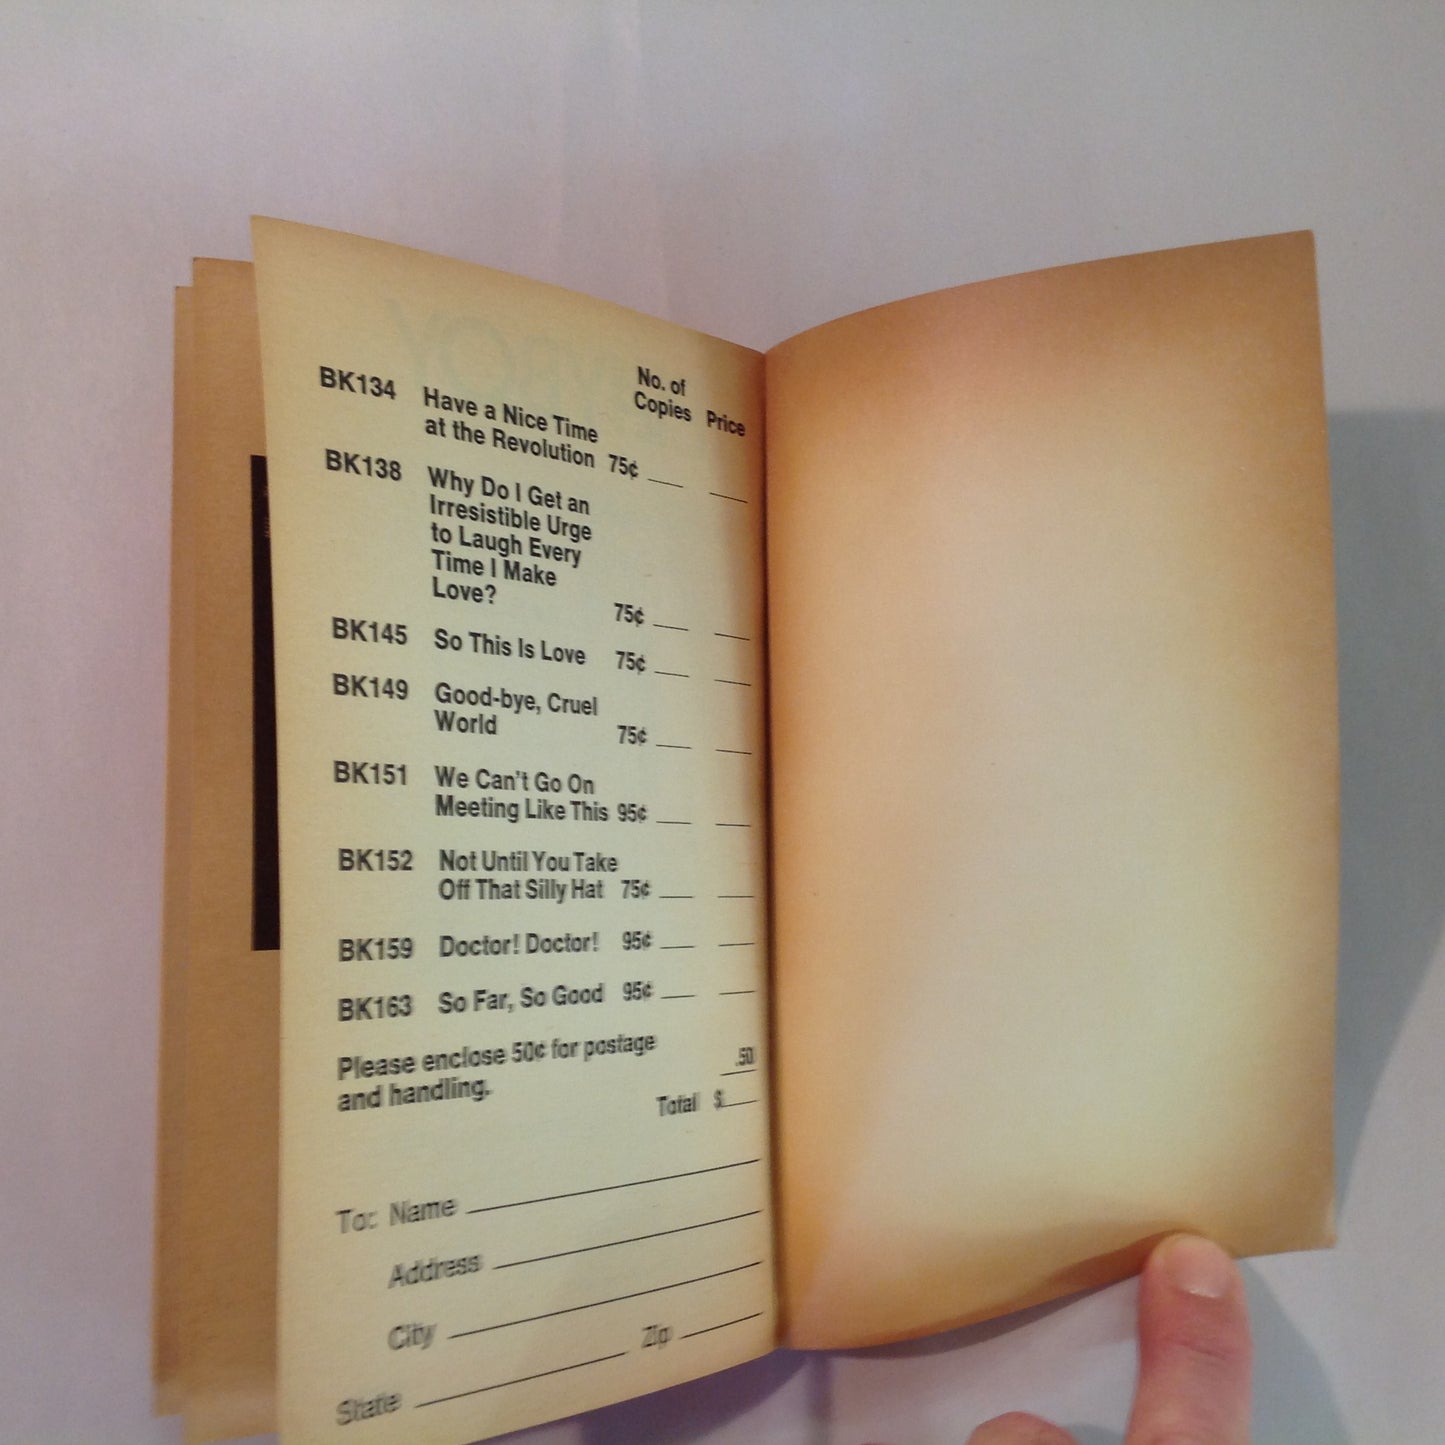 No. of
Copies Price
BK134 Have a Nice Time
at the Revolution 75¢
BK138 Why Do I Get an
Irresistible Urge
to Laugh Every
Time I Make
Love?
75¢
BK145 So This Is Love 75¢
BK149 Good-bye, Cruel
World 75¢
BK151 We Can't Go On
Meeting Like This 95¢
BK152 Not Until You Take
Off That Silly Hat 75¢
BK159 Doctor! Doctor! 95¢
BK163 So Far, So Good 95¢
Please enclose 50¢ for postage
and handling. .50
Total $
To: Name
Address
City
State Zip